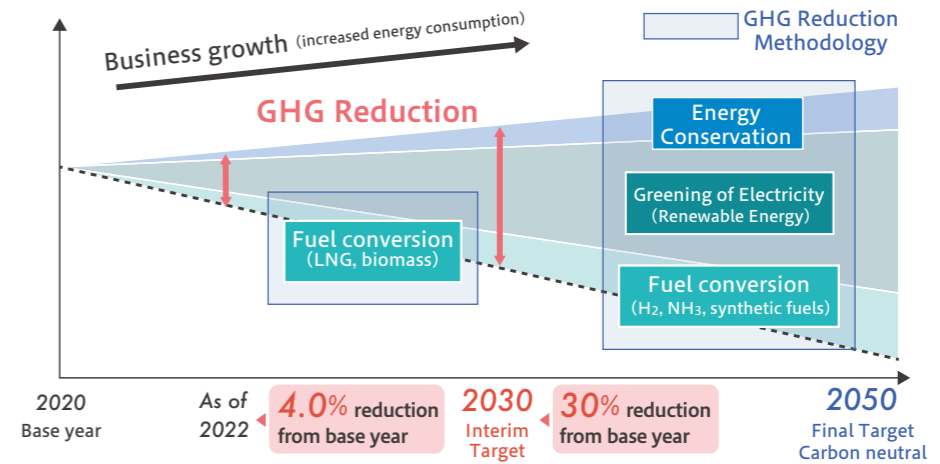 Business growth (increased energy consumption)
GHG Reduction
Methodology
GHG Reduction
Energy
Conservation
Greening of Electricity
(Renewable Energy)
Fuel conversion
(LNG, biomass)
Fuel conversion
(H₂, NH₃, synthetic fuels)
2020
Base year
As of
2022
4.0% reduction
from base year
2030
Interim
Target
30% reduction
from base year
2050
Final Target
Carbon neutral